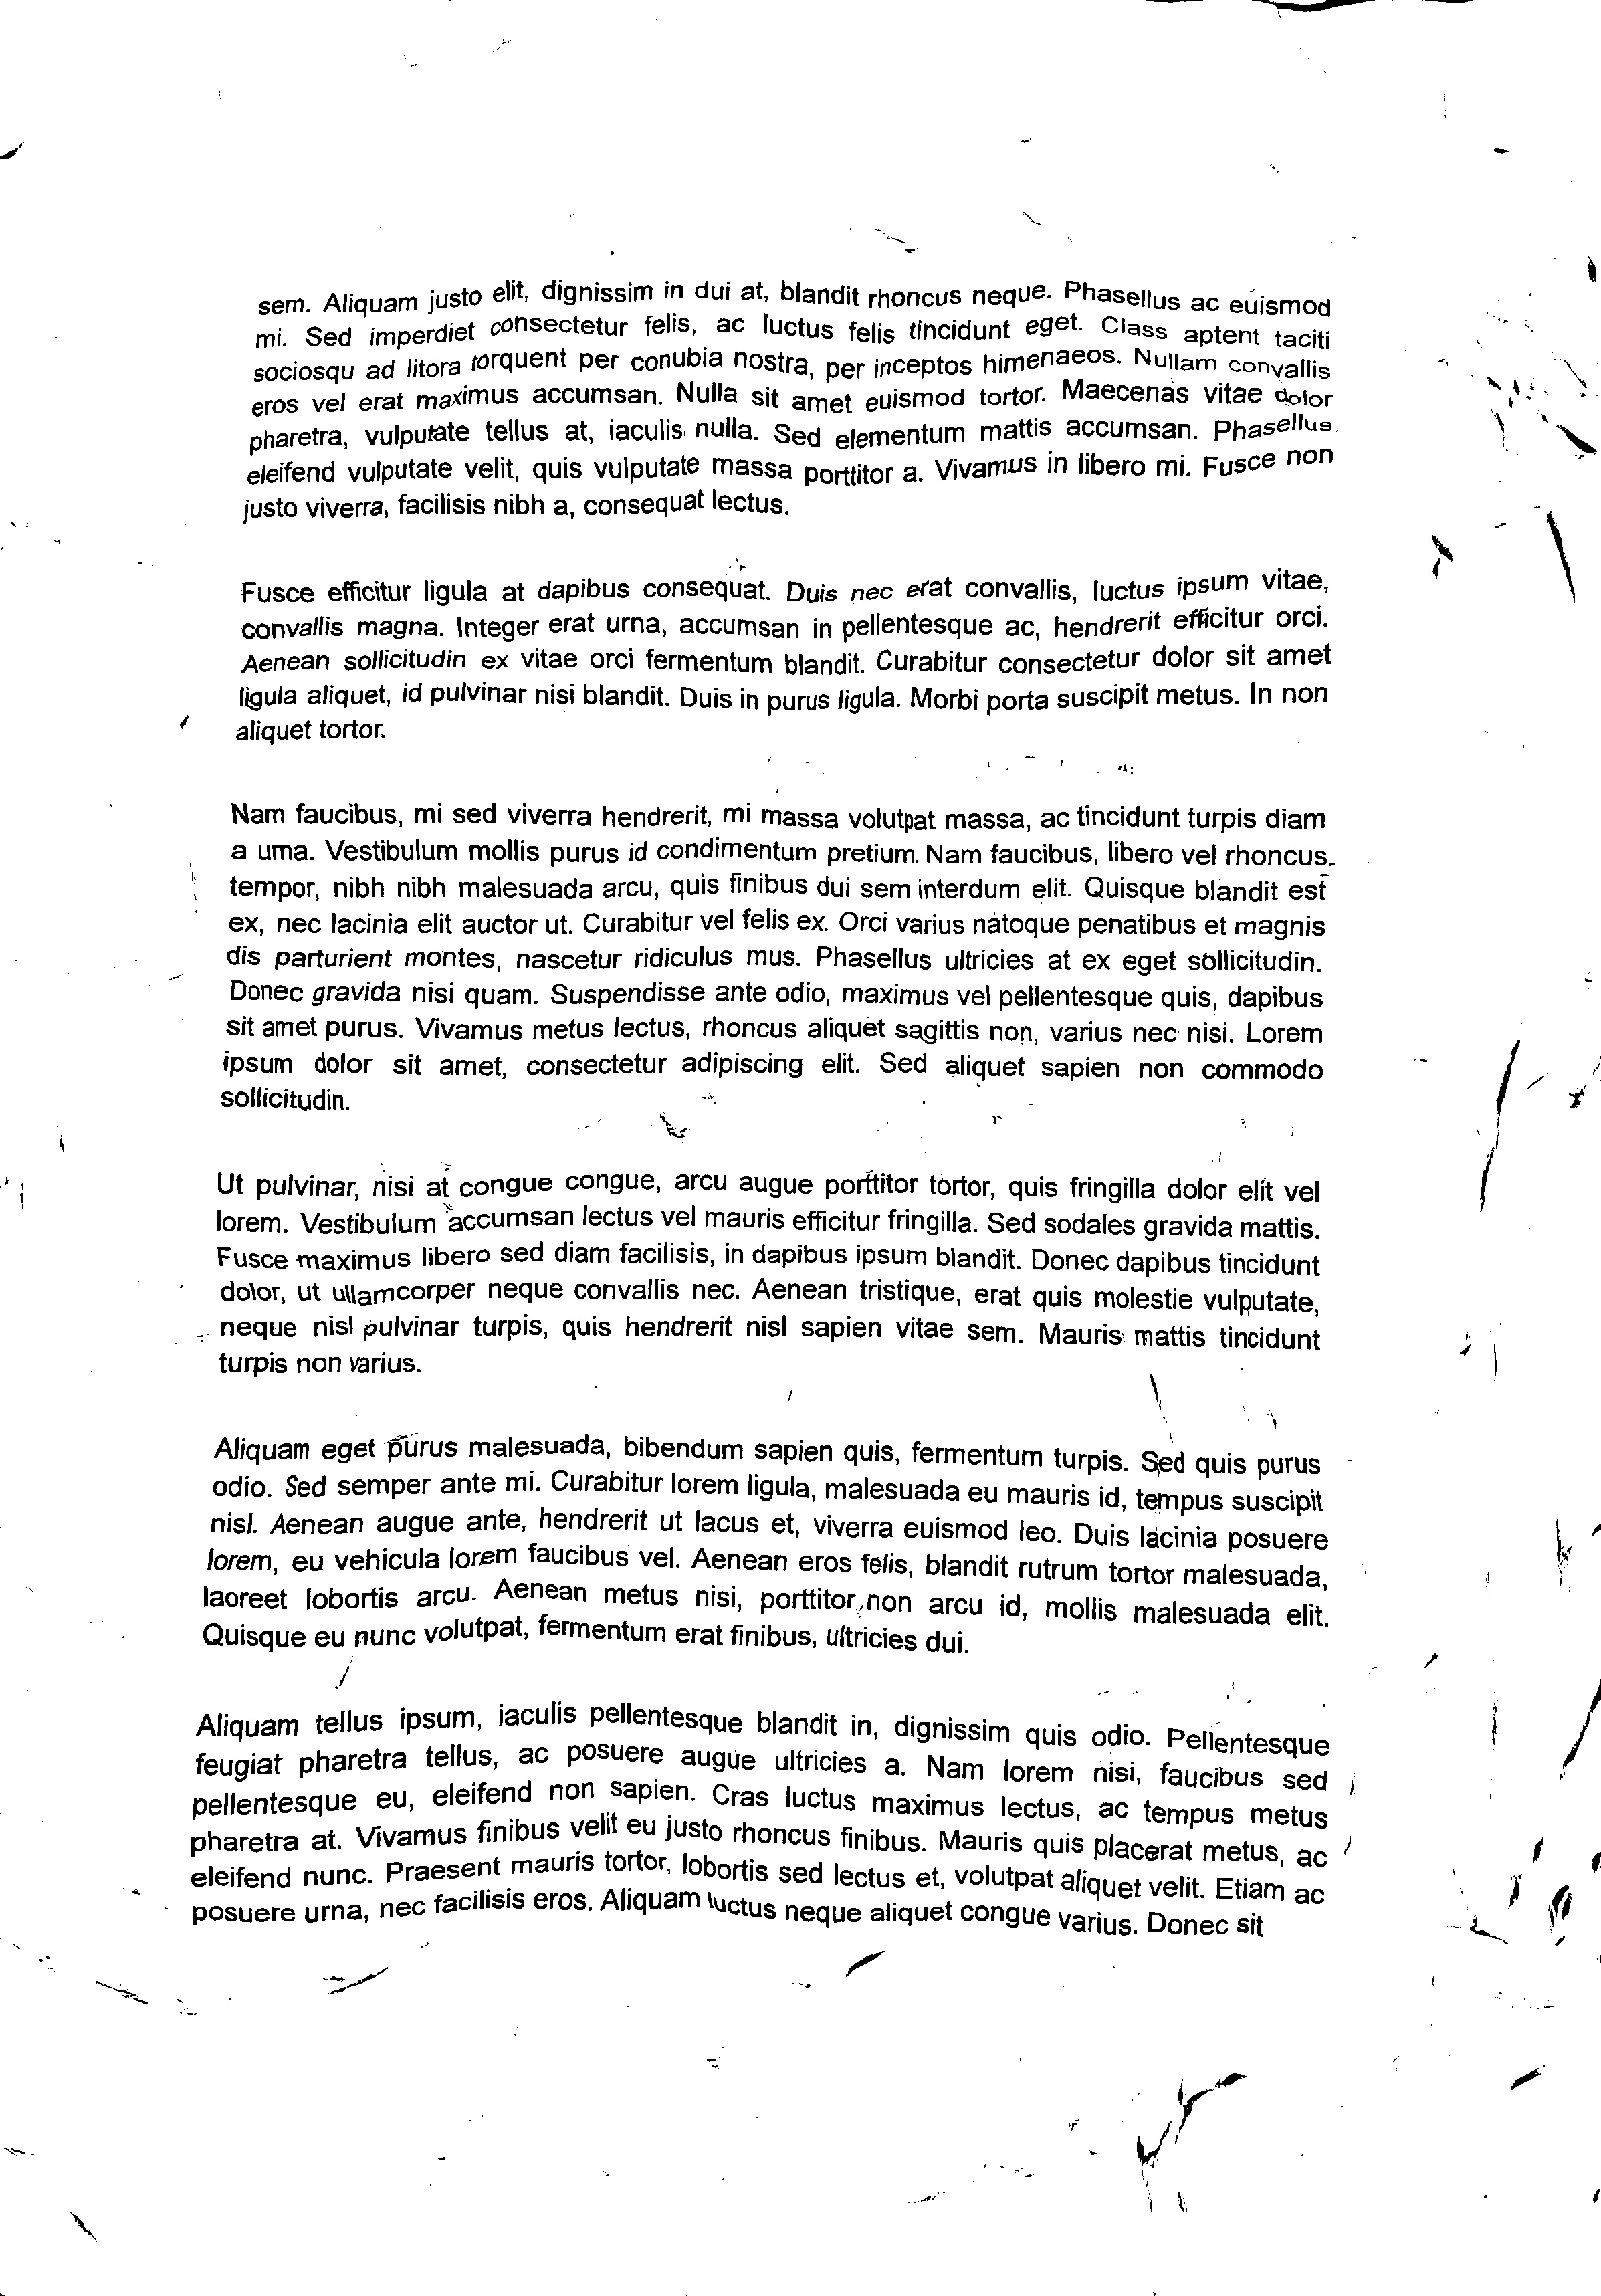 sem. Aliquam justo elit, dignissim in dui at, blandit rhoncus neque. Phasellus ac euismod
mi. Sed imperdiet consectetur felis, ac luctus felis tincidunt eget. Class aptent taciti
sociosqu ad litora torquent per conubia nostra, per inceptos himenaeos. Nullam convallis
eros vel erat maximus accumsan. Nulla sit amet euismod tortor. Maecenas vitae dolor
pharetra, vulputate tellus at, iaculis nulla. Sed elementum mattis accumsan. Phasellus
eleifend vulputate velit, quis vulputate massa porttitor a. Vivamus in libero mi. Fusce non
justo viverra, facilisis nibh a, consequat lectus.
Fusce efficitur ligula at dapibus consequat. Duis nec erat convallis, luctus ipsum vitae,
convallis magna. Integer erat urna, accumsan in pellentesque ac, hendrerit efficitur orci.
Aenean sollicitudin ex vitae orci fermentum blandit. Curabitur consectetur dolor sit amet
ligula aliquet, id pulvinar nisi blandit. Duis in purus ligula. Morbi porta suscipit metus. In non
aliquet tortor.
Nam faucibus, mi sed viverra hendrerit, mi massa volutpat massa, ac tincidunt turpis diam
a urna. Vestibulum mollis purus id condimentum pretium. Nam faucibus, libero vel rhoncus
tempor, nibh nibh malesuada arcu, quis finibus dui sem interdum elit. Quisque blandit est
ex, nec lacinia elit auctor ut. Curabitur vel felis ex. Orci varius natoque penatibus et magnis
dis parturient montes, nascetur ridiculus mus. Phasellus ultricies at ex eget sollicitudin.
Donec gravida nisi quam. Suspendisse ante odio, maximus vel pellentesque quis, dapibus
sit amet purus. Vivamus metus lectus, rhoncus aliquet sagittis non, varius nec nisi. Lorem
ipsum dolor sit amet, consectetur adipiscing elit. Sed aliquet sapien non commodo
sollicitudin.
Ut pulvinar, nisi at congue congue, arcu augue porttitor tortor, quis fringilla dolor elit vel
lorem. Vestibulum accumsan lectus vel mauris efficitur fringilla. Sed sodales gravida mattis.
Fusce maximus libero sed diam facilisis, in dapibus ipsum blandit. Donec dapibus tincidunt
dolor, ut ullamcorper neque convallis nec. Aenean tristique, erat quis molestie vulputate,
neque nisl pulvinar turpis, quis hendrerit nisl sapien vitae sem. Mauris mattis tincidunt
turpis non varius.
Aliquam eget purus malesuada, bibendum sapien quis, fermentum turpis. Sed quis purus
odio. Sed semper ante mi. Curabitur lorem ligula, malesuada eu mauris id, tempus suscipit
nisl. Aenean augue ante, hendrerit ut lacus et, viverra euismod leo. Duis lacinia posuere
lorem, eu vehicula lorem faucibus vel. Aenean eros felis, blandit rutrum tortor malesuada,
laoreet lobortis arcu. Aenean metus nisi, porttitor non arcu id, mollis malesuada elit.
Quisque eu nunc volutpat, fermentum erat finibus, ultricies dui.
Aliquam tellus ipsum, iaculis pellentesque blandit in, dignissim quis odio. Pellentesque
feugiat pharetra tellus, ac posuere augue ultricies a. Nam lorem nisi, faucibus sed
pellentesque eu, eleifend non sapien. Cras luctus maximus lectus, ac tempus metus
pharetra at. Vivamus finibus velit eu justo rhoncus finibus. Mauris quis placerat metus, ac
eleifend nunc. Praesent mauris tortor, lobortis sed lectus et, volutpat aliquet velit. Etiam ac
posuere urna, nec facilisis eros. Aliquam luctus neque aliquet congue varius. Donec sit